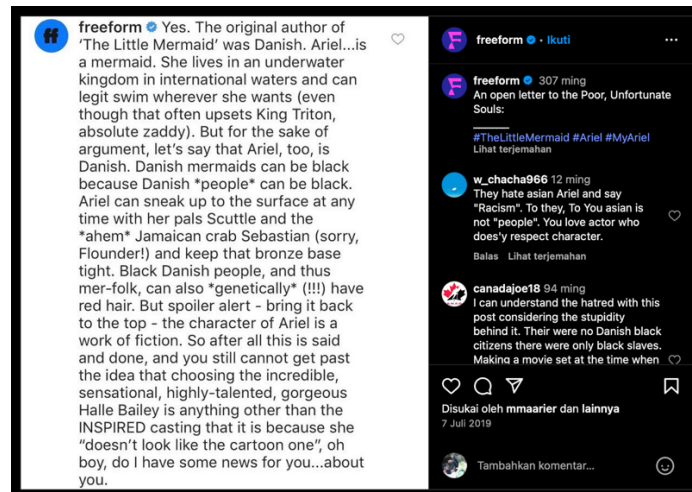 freeform Yes. The original author of
‘The Little Mermaid’ was Danish. Ariel...is
a mermaid. She lives in an underwater
kingdom in international waters and can
legit swim wherever she wants (even
though that often upsets King Triton,
absolute zaddy). But for the sake of
argument, let’s say that Ariel, too, is
Danish. Danish mermaids can be black
because Danish *people* can be black.
Ariel can sneak up to the surface at any
time with her pals Scuttle and the
*ahem* Jamaican crab Sebastian (sorry,
Flounder!) and keep that bronze base
tight. Black Danish people, and thus
mer-folk, can also *genetically* (!!!) have
red hair. But spoiler alert - bring it back
to the top - the character of Ariel is a
work of fiction. So after all this is said
and done, and you still cannot get past
the idea that choosing the incredible,
sensational, highly-talented, gorgeous
Halle Bailey is anything other than the
INSPIRED casting that it is because she
“doesn’t look like the cartoon one”, oh
boy, do I have some news for you...about
you.
freeform • Ikuti
freeform 307 ming
An open letter to the Poor, Unfortunate
Souls:
______
#TheLittleMermaid #Ariel #MyAriel
Lihat terjemahan
w_chacha966 12 ming
They hate asian Ariel and say
"Racism". To they, To You asian is
not "people". You love actor who
does'y respect character.
Balas Lihat terjemahan
canadajoe18 94 ming
I can understand the hatred with this
post considering the stupidity
behind it. Their were no Danish black
citizens there were only black slaves.
Making a movie set at the time when
Disukai oleh mmaarier dan lainnya
7 Juli 2019
Tambahkan komentar...